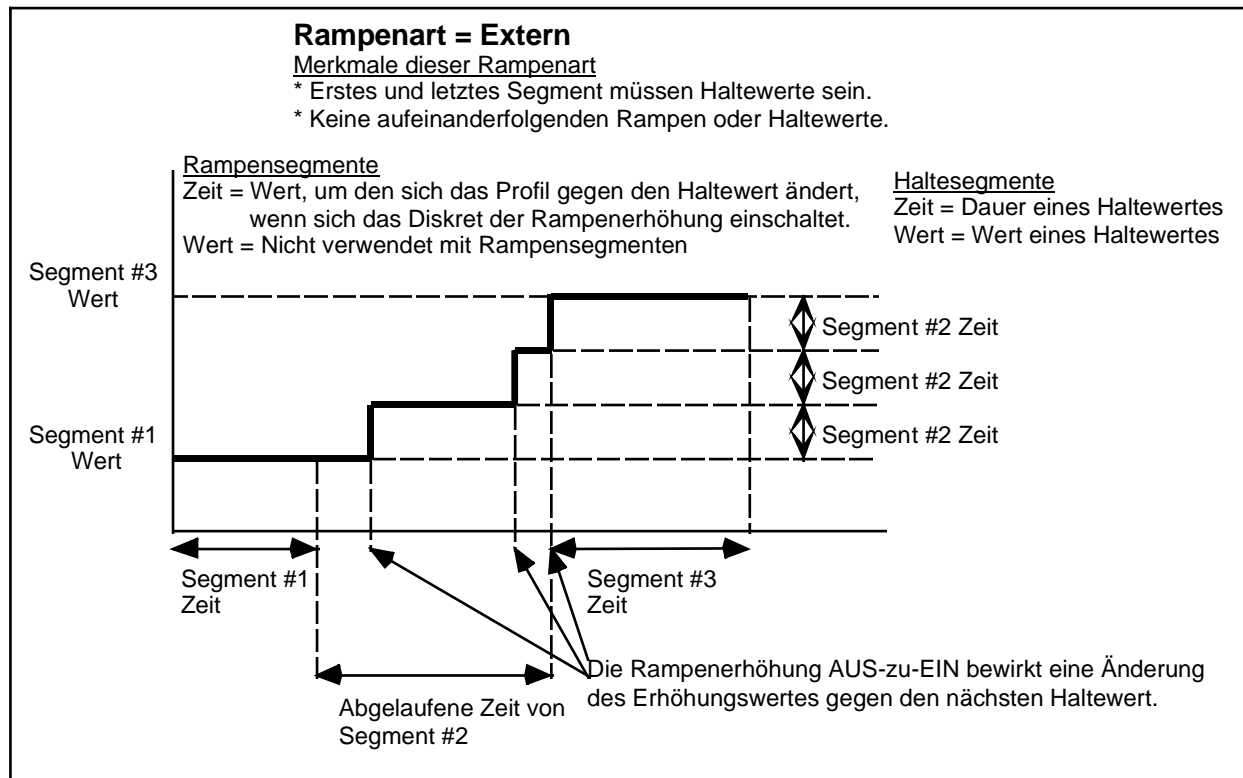 Rampenart = Extern
Merkmale dieser Rampenart
* Erstes und letztes Segment müssen Haltewerte sein.
* Keine aufeinanderfolgenden Rampen oder Haltewerte.
Rampensegmente
Zeit = Wert, um den sich das Profil gegen den Haltewert ändert,
wenn sich das Diskret der Rampenerhöhung einschaltet.
Wert = Nicht verwendet mit Rampensegmenten
Haltesegmente
Zeit = Dauer eines Haltewertes
Wert = Wert eines Haltewertes
Segment #3
Wert
Segment #2 Zeit
Segment #2 Zeit
Segment #2 Zeit
Segment #1
Wert
Segment #1
Zeit
Segment #3
Zeit
Die Rampenerhöhung AUS-zu-EIN bewirkt eine Änderung
des Erhöhungswertes gegen den nächsten Haltewert.
Abgelaufene Zeit von
Segment #2